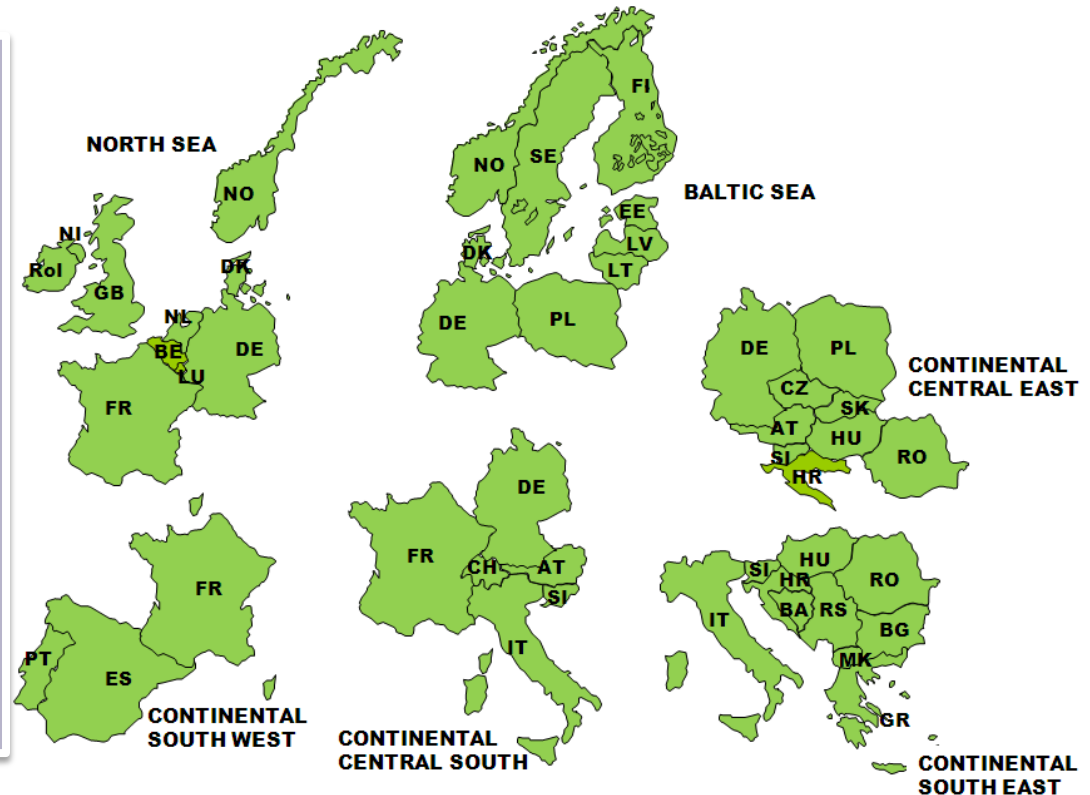 NORTH SEA
NO
NI
RoI
GB
DK
NL
BE
LU
DE
FR
FI
NO
SE
BALTIC SEA
EE
LV
LT
DK
DE
PL
DE
PL
CONTINENTAL
CENTRAL EAST
CZ
SK
AT
HU
SI
HR
RO
FR
PT
ES
CONTINENTAL
SOUTH WEST
DE
FR
CH
AT
SI
IT
CONTINENTAL
CENTRAL SOUTH
HU
SI
HR
RO
BA
RS
IT
BG
MK
GR
CONTINENTAL
SOUTH EAST